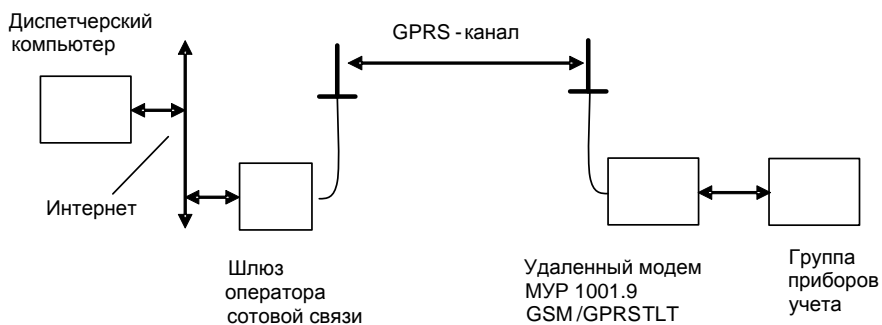 Диспетчерский
компьютер
GPRS - канал
Интернет
Шлюз
оператора
сотовой связи
Удаленный модем
МУР 1001.9
GSM /GPRSTLT
Группа
приборов
учета